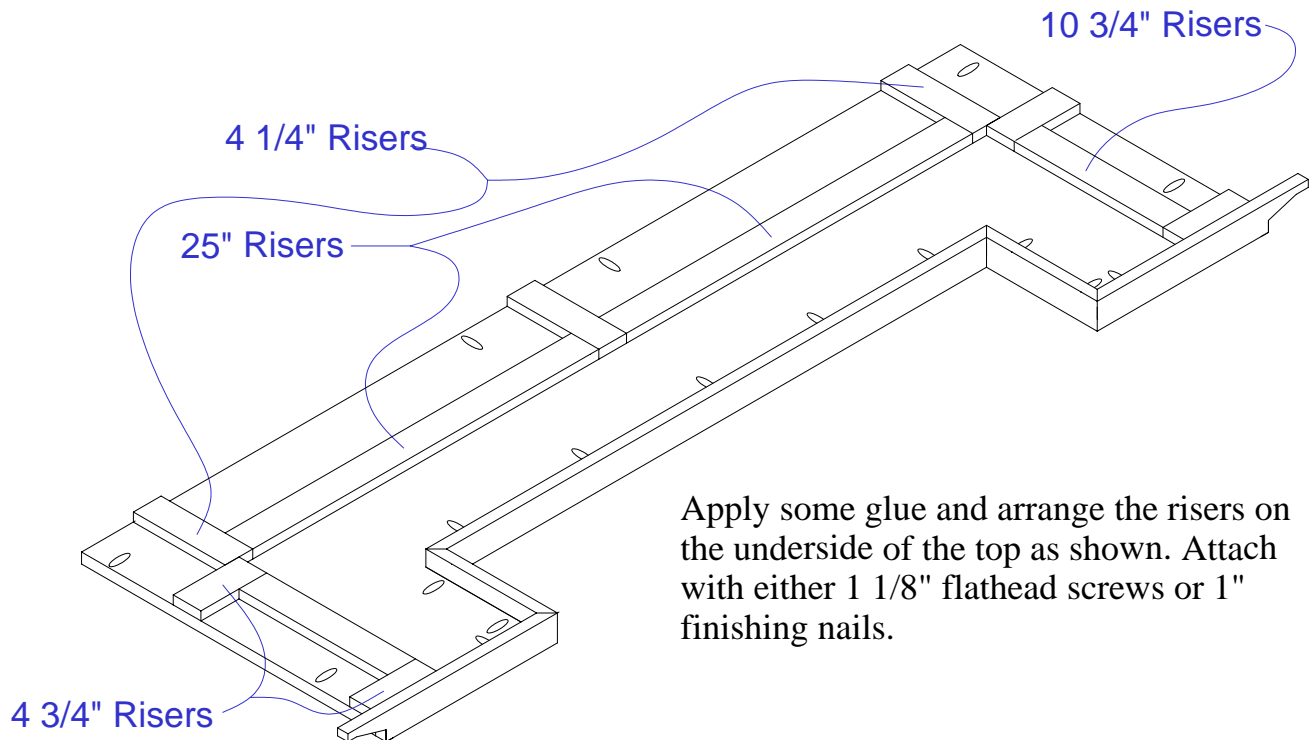 10 3/4" Risers
4 1/4" Risers
25" Risers
Apply some glue and arrange the risers on
the underside of the top as shown. Attach
with either 1 1/8" flathead screws or 1"
finishing nails.
4 3/4" Risers